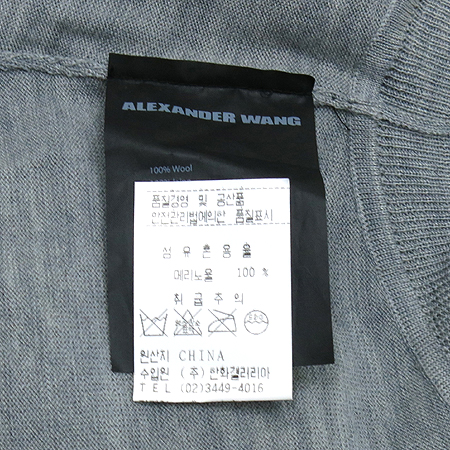 ALEXANDER WANG
100% Wool
품질경영 및 공산품
안전관리법에의한 품질표시
섬 유 혼 용 율
메리노울 100 %
취 급 주 의
원산지 CHINA
수입원 (주) 한화갤러리아
T E L (02)3449-4016